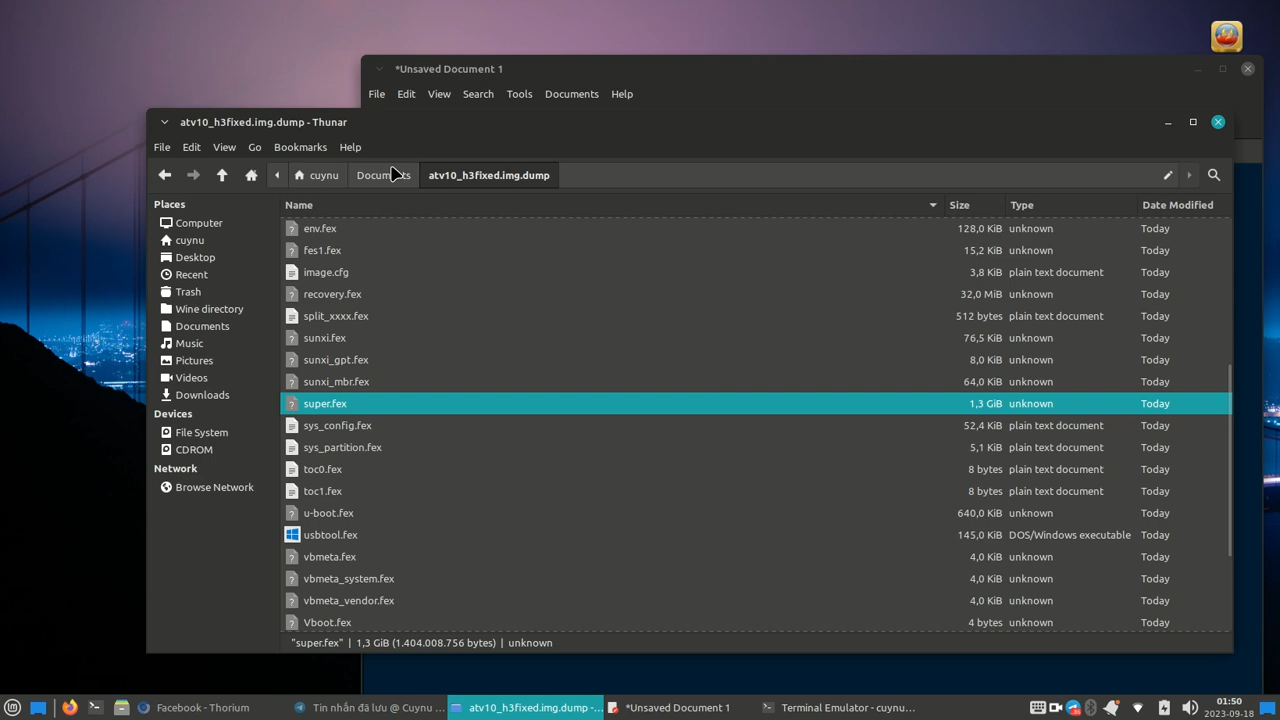 *Unsaved Document 1
File Edit View Search Tools Documents Help
atv10_h3fixed.img.dump - Thunar
File Edit View Go Bookmarks Help
cuynu Documents atv10_h3fixed.img.dump
Places
Computer
cuynu
Desktop
Recent
Trash
Wine directory
Documents
Music
Pictures
Videos
Downloads
Devices
File System
CDROM
Network
Browse Network
Name Size Type Date Modified
env.fex 128,0 KiB unknown Today
fes1.fex 15,2 KiB unknown Today
image.cfg 3,8 KiB plain text document Today
recovery.fex 32,0 MiB unknown Today
split_xxxx.fex 512 bytes plain text document Today
sunxi.fex 76,5 KiB unknown Today
sunxi_gpt.fex 8,0 KiB unknown Today
sunxi_mbr.fex 64,0 KiB unknown Today
super.fex 1,3 GiB unknown Today
sys_config.fex 52,4 KiB plain text document Today
sys_partition.fex 5,1 KiB plain text document Today
toc0.fex 8 bytes plain text document Today
toc1.fex 8 bytes plain text document Today
u-boot.fex 640,0 KiB unknown Today
usbtool.fex 145,0 KiB DOS/Windows executable Today
vbmeta.fex 4,0 KiB unknown Today
vbmeta_system.fex 4,0 KiB unknown Today
vbmeta_vendor.fex 4,0 KiB unknown Today
Vboot.fex 4 bytes unknown Today
"super.fex" | 1,3 GiB (1.404.008.756 bytes) | unknown
Facebook - Thorium
Tin nhắn đã lưu @ Cuynu ...
atv10_h3fixed.img.dump -...
*Unsaved Document 1
Terminal Emulator - cuynu...
01:50
2023-09-18